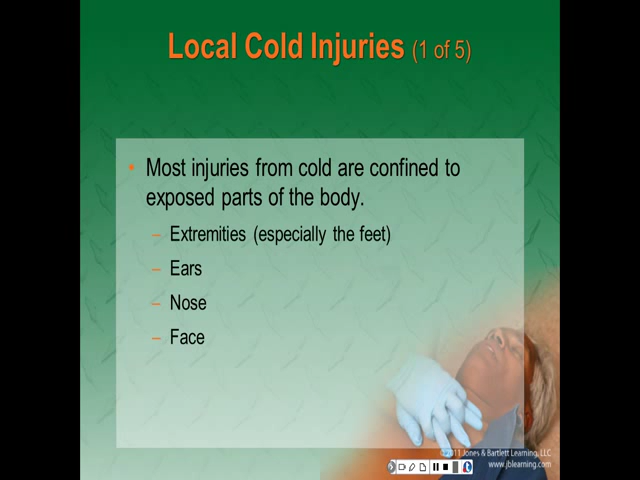 Local Cold Injuries (1 of 5)
• Most injuries from cold are confined to
exposed parts of the body.
– Extremities (especially the feet)
– Ears
– Nose
– Face
© 2011 Jones & Bartlett Learning, LLC
www.jblearning.com